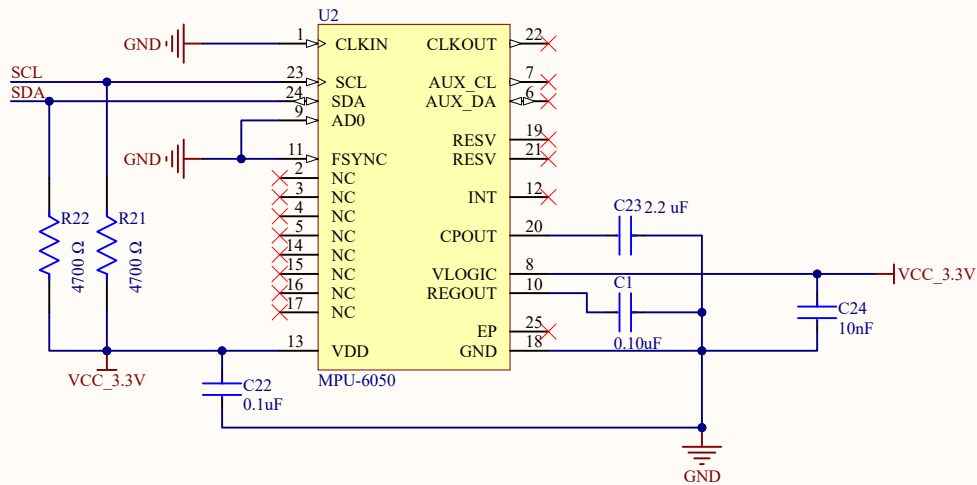 U2
GND
1
CLKIN
CLKOUT
22
SCL
23
SCL
AUX_CL
7
SDA
24
SDA
AUX_DA
6
9
AD0
RESV
19
GND
11
FSYNC
RESV
21
2
NC
3
NC
INT
12
4
NC
5
NC
CPOUT
20
C23
2.2 uF
14
NC
15
NC
VLOGIC
8
VCC_3.3V
16
NC
REGOUT
10
C1
0.10uF
17
NC
EP
25
C24
10nF
13
VDD
GND
18
R22
4700 Ω
R21
4700 Ω
VCC_3.3V
MPU-6050
C22
0.1uF
GND